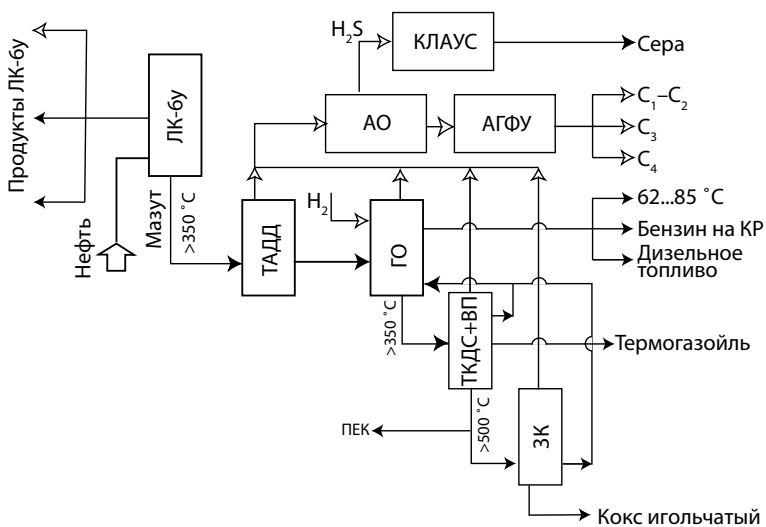 H₂S
КЛАУС
Сера
Продукты ЛК-6у
ЛК-6у
АО
АГФУ
C₁–C₂
C₃
C₄
Нефть
Мазут
>350 ˚C
ТАДД
H₂
ГО
62...85 ˚C
Бензин на КР
Дизельное
топливо
>350 ˚C
ТКДС+ВП
Термогазойль
ПЕК
>500 ˚C
ЗК
Кокс игольчатый